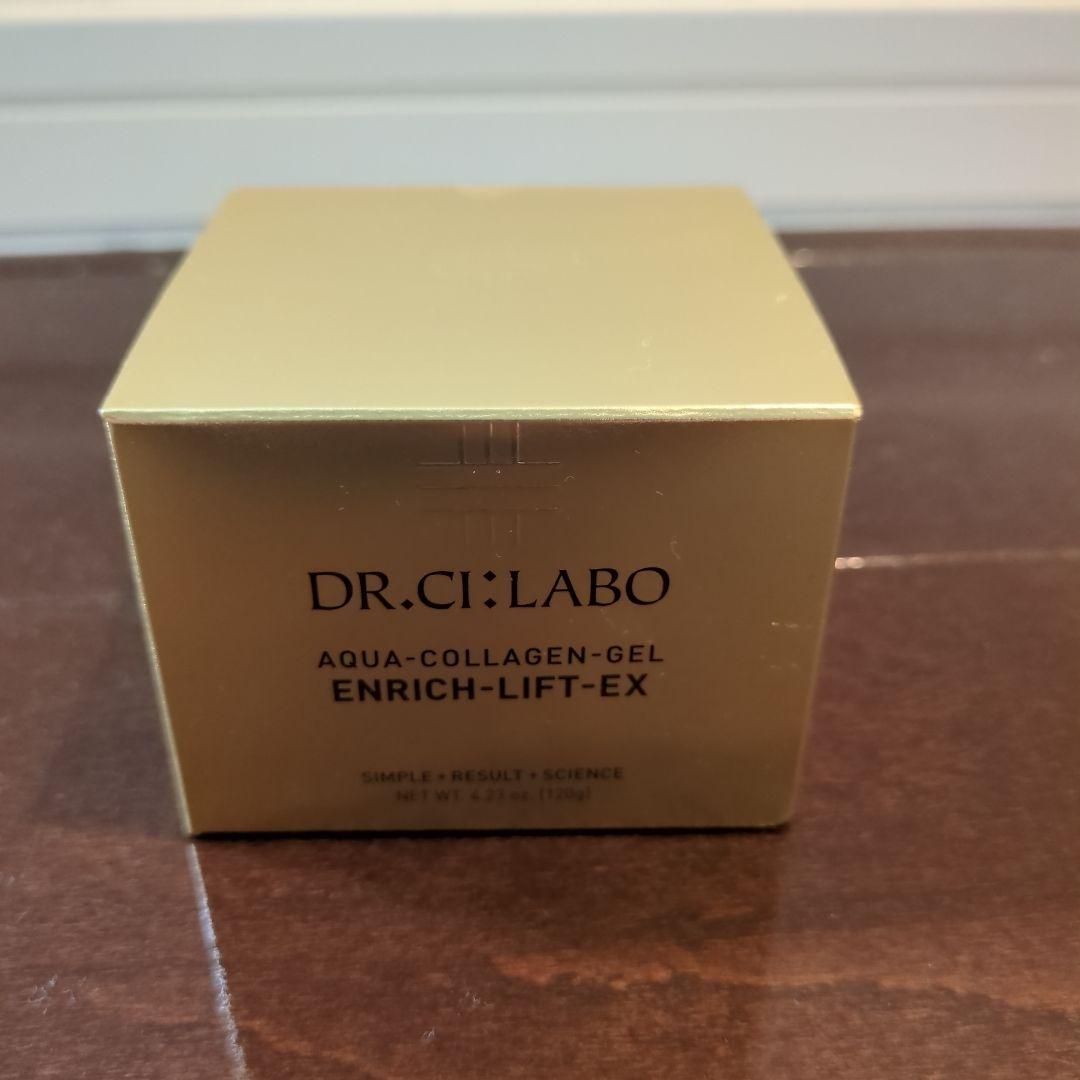 DR.CI:LABO
AQUA-COLLAGEN-GEL
ENRICH-LIFT-EX
SIMPLE + RESULT + SCIENCE
NET WT. 4.23 oz. (120g)